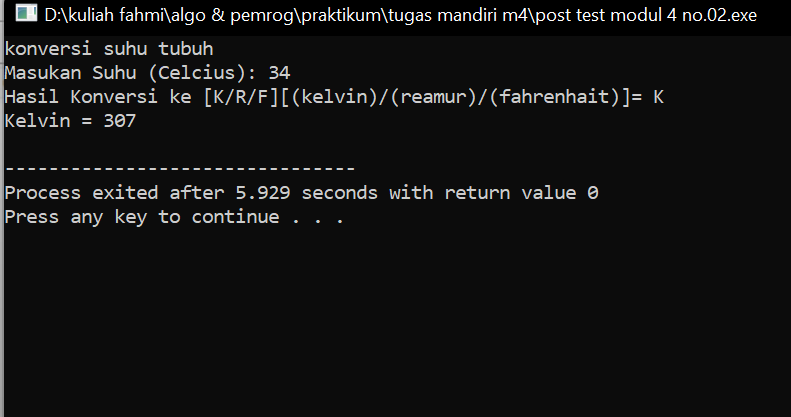 D:\kuliah fahmi\algo & pemrog\praktikum\tugas mandiri m4\post test modul 4 no.02.exe
konversi suhu tubuh
Masukan Suhu (Celcius): 34
Hasil Konversi ke [K/R/F][(kelvin)/(reamur)/(fahrenhait)]= K
Kelvin = 307
--------------------------------
Process exited after 5.929 seconds with return value 0
Press any key to continue . . .